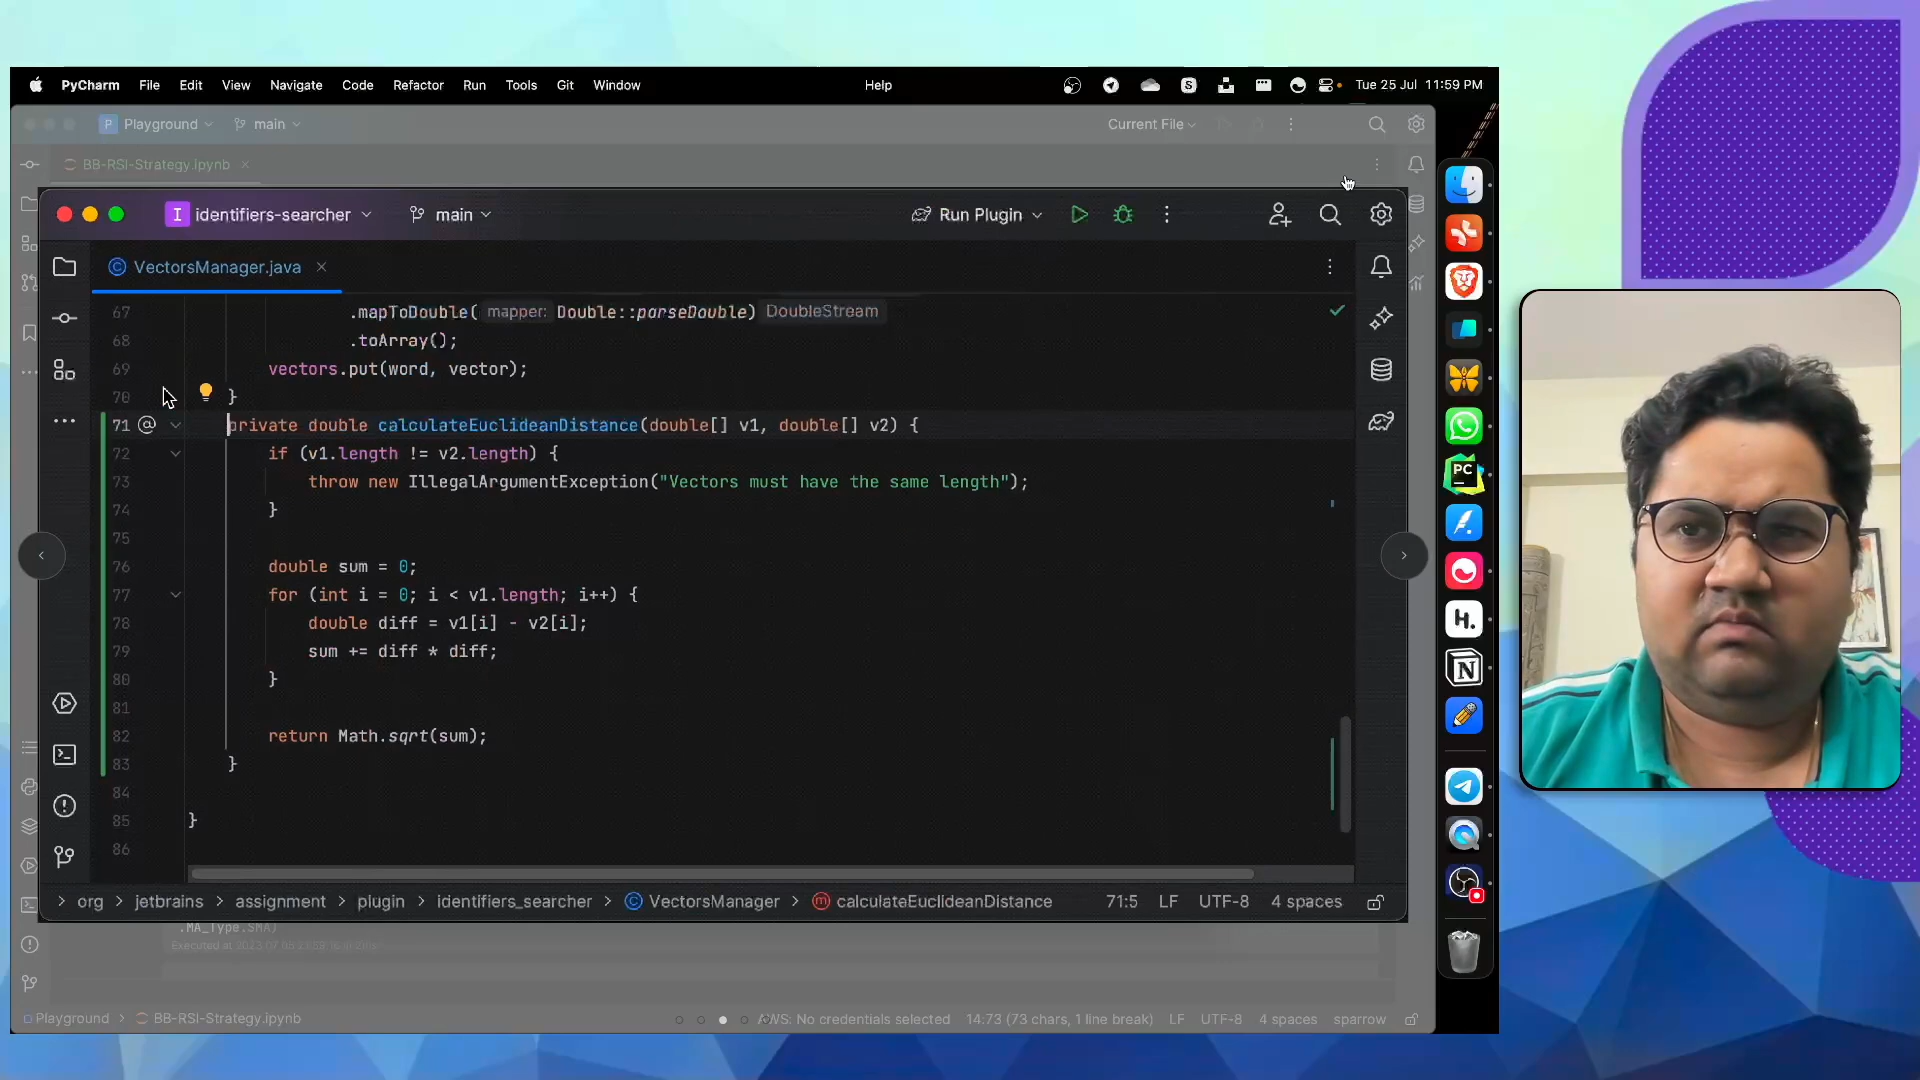 PyCharm File Edit View Navigate Code Refactor Run Tools Git Window Help Tue 25 Jul 11:59 PM
P Playground main Current File
BB-RSI-Strategy.ipynb
I identifiers-searcher main Run Plugin
VectorsManager.java
67 .mapToDouble( mapper: Double::parseDouble) DoubleStream
68 .toArray();
69 vectors.put(word, vector);
70 }
71 private double calculateEuclideanDistance(double[] v1, double[] v2) {
72 if (v1.length != v2.length) {
73 throw new IllegalArgumentException("Vectors must have the same length");
74 }
75
76 double sum = 0;
77 for (int i = 0; i < v1.length; i++) {
78 double diff = v1[i] - v2[i];
79 sum += diff * diff;
80 }
81
82 return Math.sqrt(sum);
83 }
84
85 }
86
org > jetbrains > assignment > plugin > identifiers_searcher > VectorsManager > calculateEuclideanDistance 71:5 LF UTF-8 4 spaces
.MA_Type.SMA)
Playground > BB-RSI-Strategy.ipynb AWS: No credentials selected 14:73 (73 chars, 1 line break) LF UTF-8 4 spaces sparrow
S
PC
h.
N